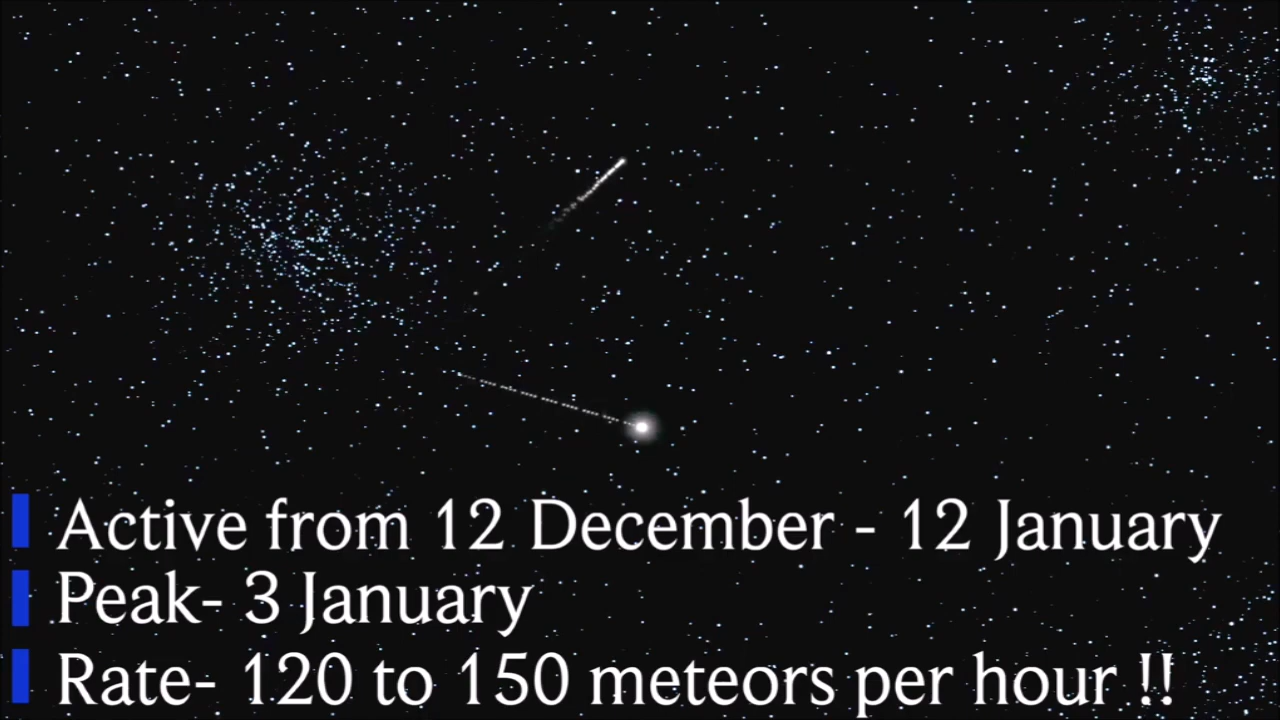 Active from 12 December - 12 January
Peak- 3 January
Rate- 120 to 150 meteors per hour !!